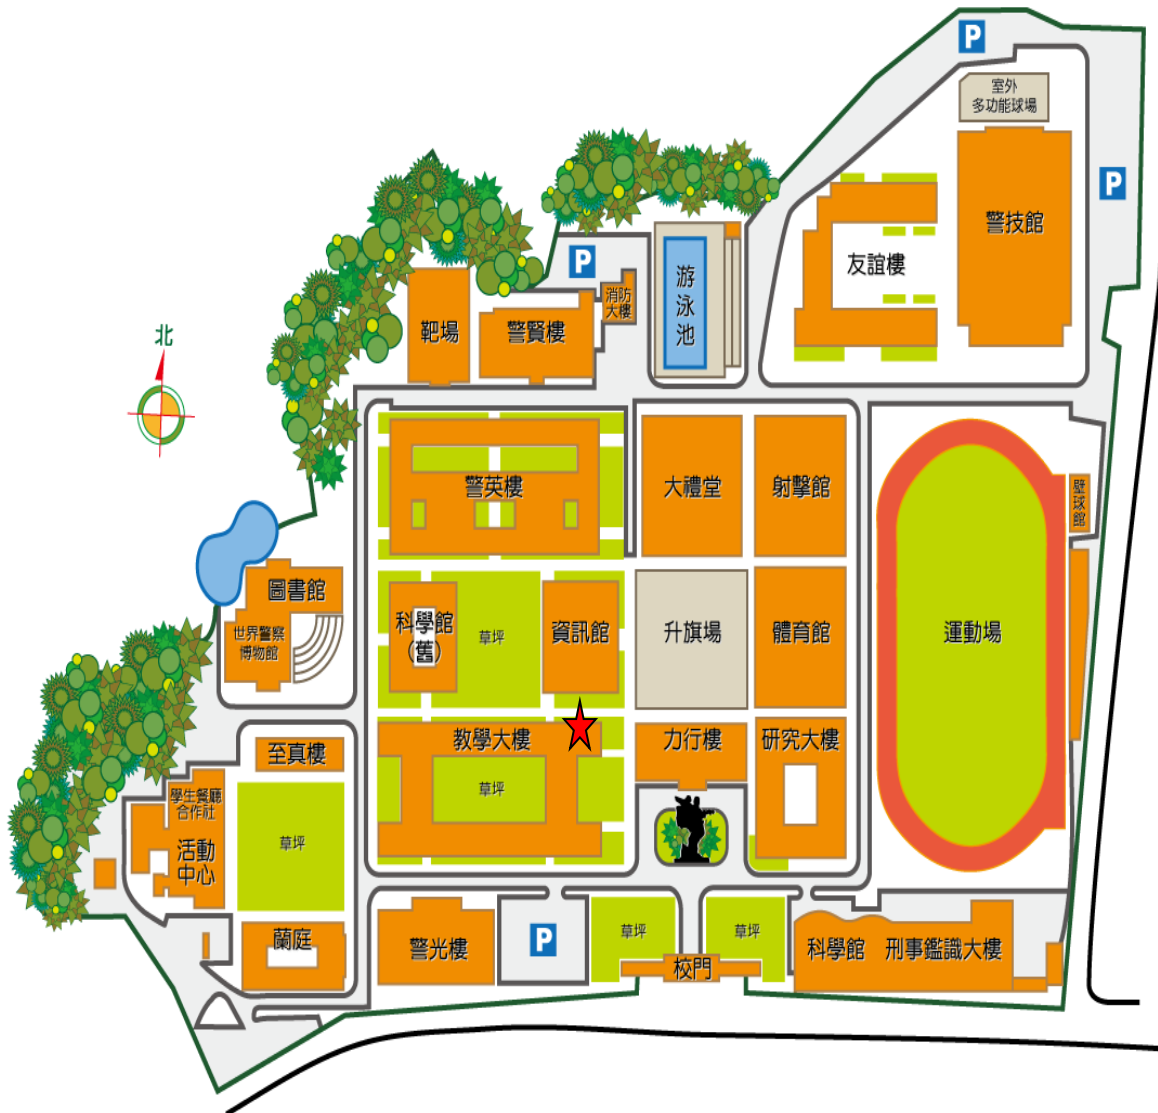 P
室外
多功能球場
P
警技館
友誼樓
P
游
泳
池
消防
大樓
靶場
警賢樓
北
警英樓
大禮堂
射擊館
壁
球
館
圖書館
世界警察
博物館
科學館
(舊)
草坪
資訊館
升旗場
體育館
運動場
教學大樓
力行樓
研究大樓
至真樓
草坪
學生餐廳
合作社
活動
中心
草坪
蘭庭
警光樓
P
草坪
草坪
校門
科學館
刑事鑑識大樓